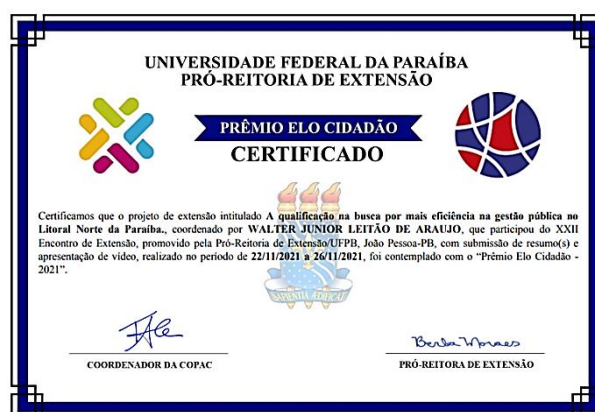 UNIVERSIDADE FEDERAL DA PARAÍBA
PRÓ-REITORIA DE EXTENSÃO
PRÊMIO ELO CIDADÃO
CERTIFICADO
Certificamos que o projeto de extensão intitulado A qualificação na busca por mais eficiência na gestão pública no
Litoral Norte da Paraíba., coordenado por WALTER JUNIOR LEITÃO DE ARAUJO, que participou do XXII
Encontro de Extensão, promovido pela Pró-Reitoria de Extensão/UFPB, João Pessoa-PB, com submissão de resumo(s) e
apresentação de vídeo, realizado no período de 22/11/2021 a 26/11/2021, foi contemplado com o “Prêmio Elo Cidadão -
2021”.
SAPIENTIA ÆDIFICAT
Berla Moraes
COORDENADOR DA COPAC
PRÓ-REITORA DE EXTENSÃO